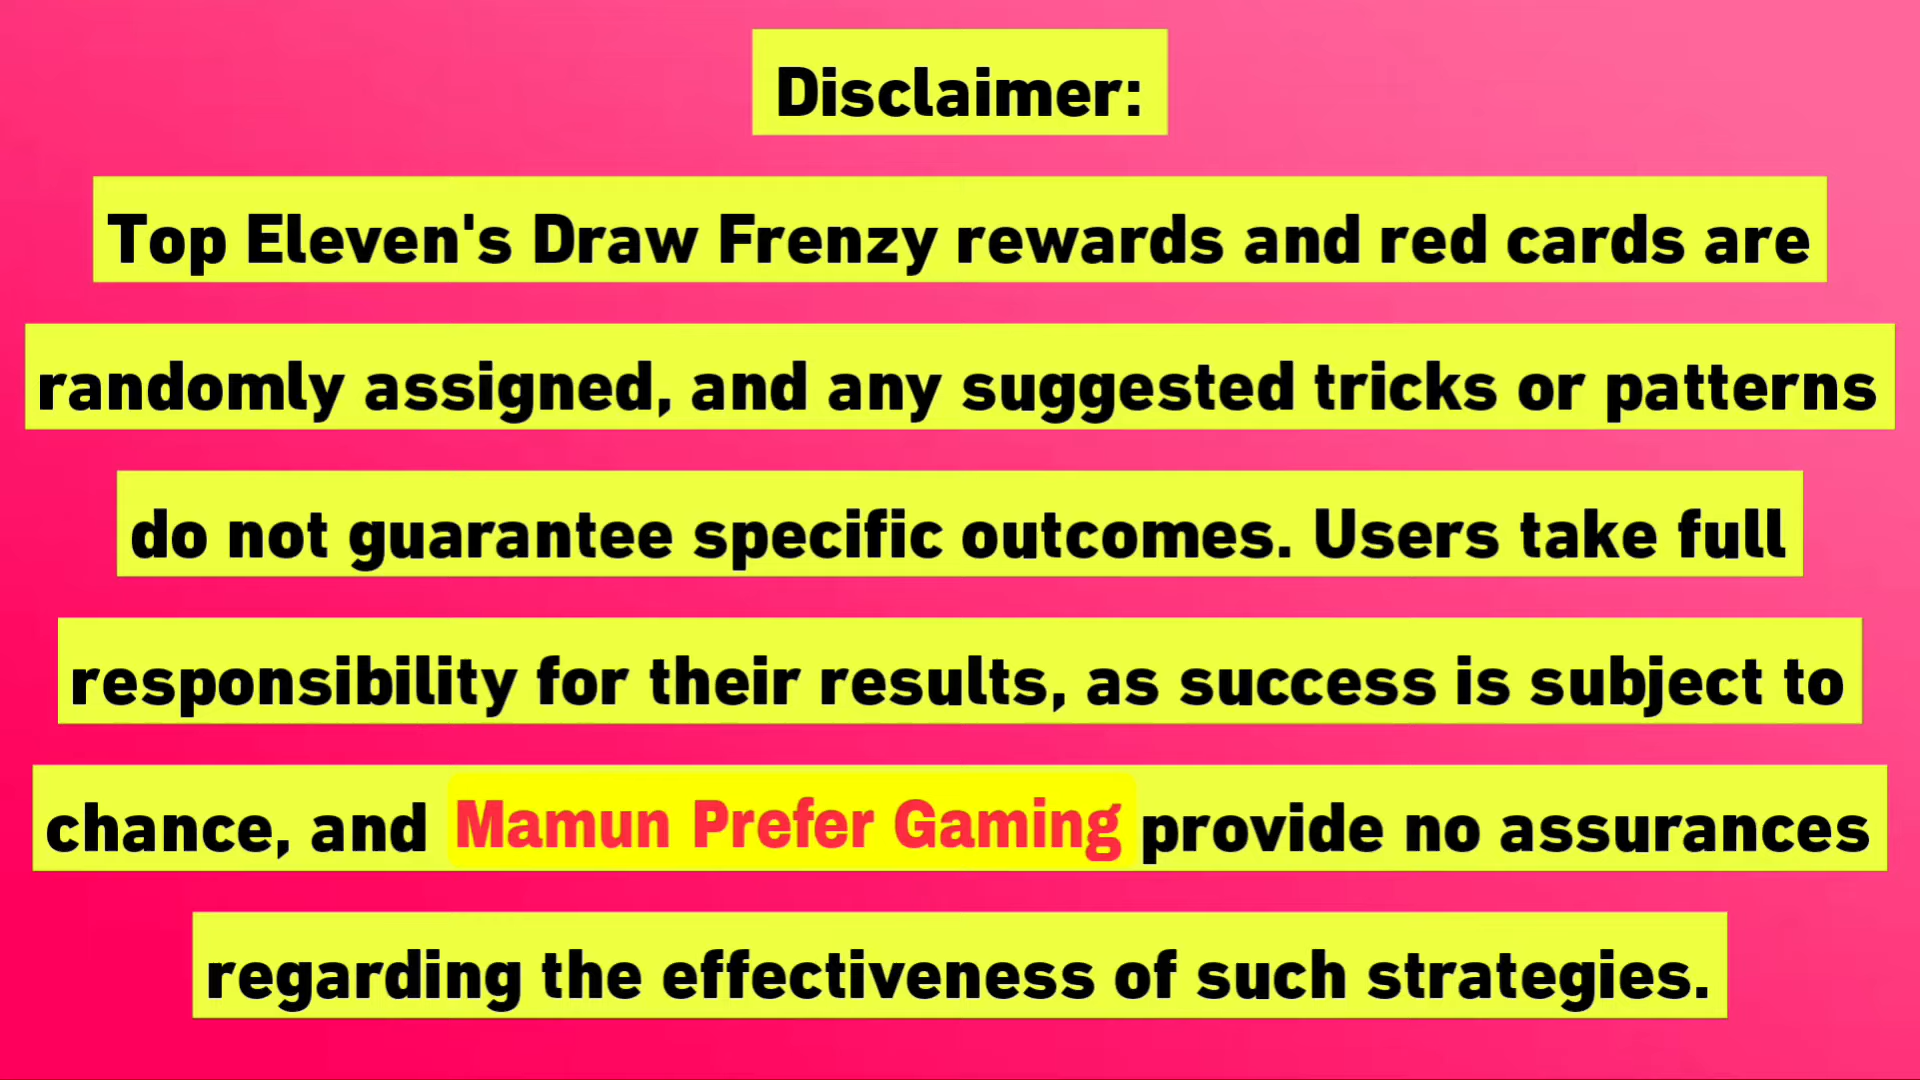 Disclaimer:
Top Eleven's Draw Frenzy rewards and red cards are
randomly assigned, and any suggested tricks or patterns
do not guarantee specific outcomes. Users take full
responsibility for their results, as success is subject to
chance, and Mamun Prefer Gaming provide no assurances
regarding the effectiveness of such strategies.